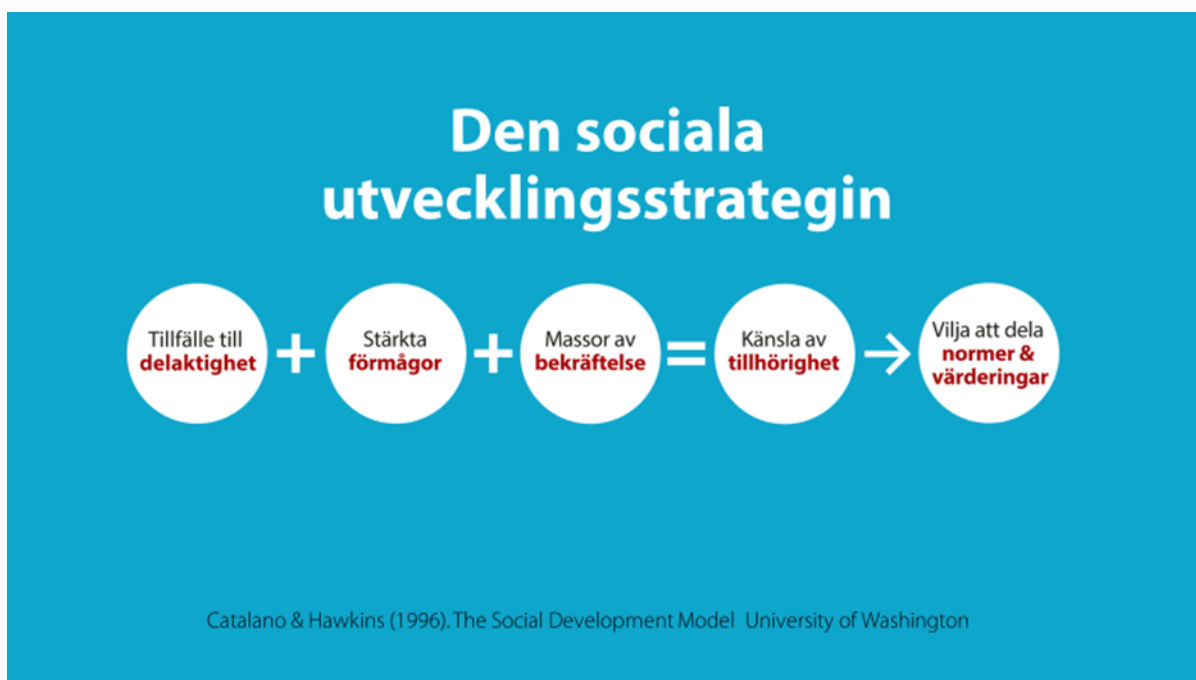 Den sociala
utvecklingsstrategin
Tillfälle till
delaktighet
+
Stärkta
förmågor
+
Massor av
bekräftelse
=
Känsla av
tillhörighet
→
Vilja att dela
normer &
värderingar
Catalano & Hawkins (1996). The Social Development Model University of Washington